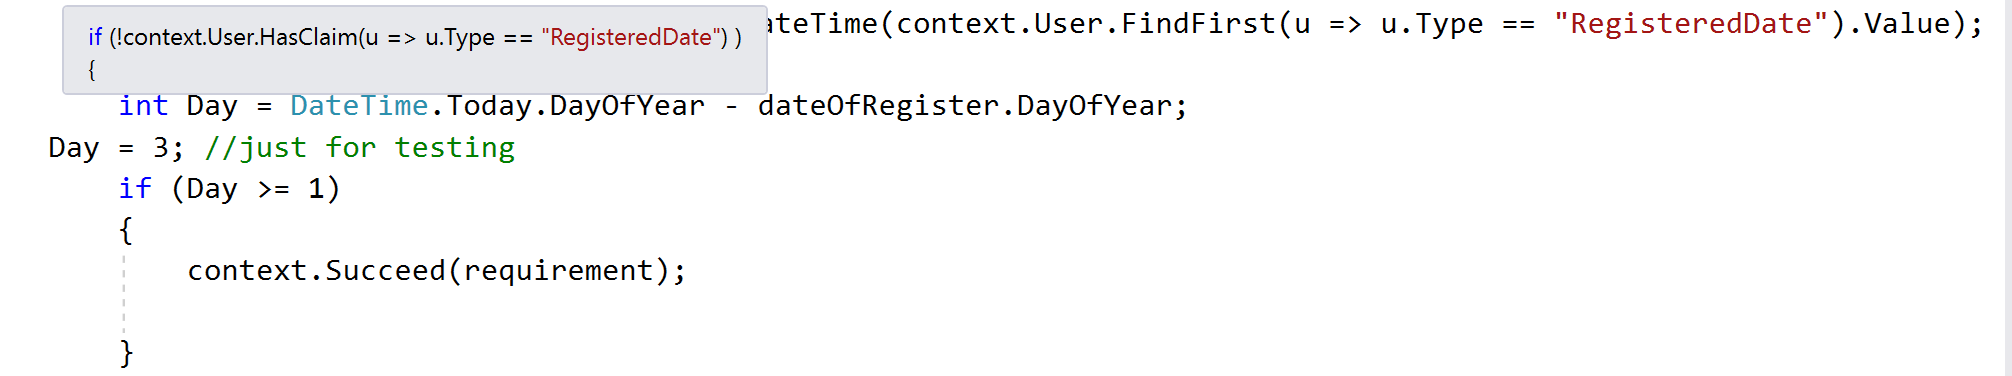 if (!context.User.HasClaim(u => u.Type == "RegisteredDate") )
{
ateTime(context.User.FindFirst(u => u.Type == "RegisteredDate").Value);
int Day = DateTime.Today.DayOfYear - dateOfRegister.DayOfYear;
Day = 3; //just for testing
if (Day >= 1)
{
context.Succeed(requirement);
}